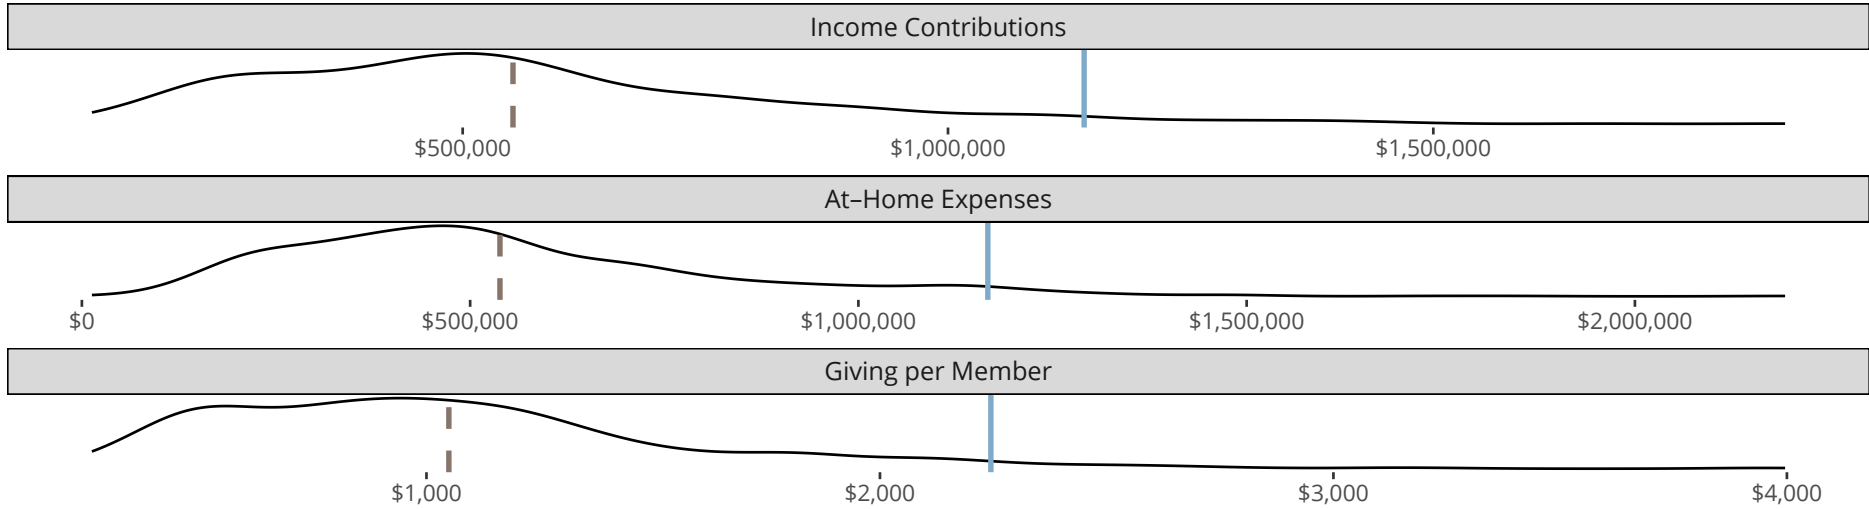 Income Contributions
$500,000 $1,000,000 $1,500,000
At–Home Expenses
$0 $500,000 $1,000,000 $1,500,000 $2,000,000
Giving per Member
$1,000 $2,000 $3,000 $4,000